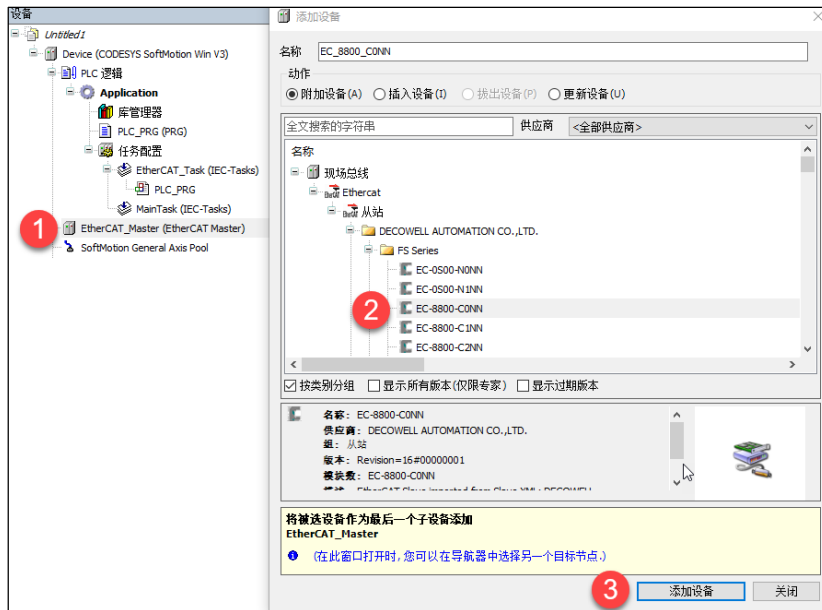 设备
Untitled1
Device (CODESYS SoftMotion Win V3)
PLC 逻辑
Application
库管理器
PLC_PRG (PRG)
任务配置
EtherCAT_Task (IEC-Tasks)
PLC_PRG
MainTask (IEC-Tasks)
1
EtherCAT_Master (EtherCAT Master)
SoftMotion General Axis Pool
添加设备
名称 EC_8800_C0NN
动作
附加设备(A) 插入设备(I) 拔出设备(P) 更新设备(U)
全文搜索的字符串 供应商 <全部供应商>
名称
现场总线
Ethercat
从站
DECOWELL AUTOMATION CO.,LTD.
FS Series
EC-0S00-N0NN
EC-0S00-N1NN
2
EC-8800-C0NN
EC-8800-C1NN
EC-8800-C2NN
按类别分组 显示所有版本(仅限专家) 显示过期版本
名称: EC-8800-C0NN
供应商: DECOWELL AUTOMATION CO.,LTD.
组: 从站
版本: Revision=16#00000001
模块数: EC-8800-C0NN
描述: EtherCAT Slave imported from Slave XML: DECOWELL
将被选设备作为最后一个子设备添加
EtherCAT_Master
(在此窗口打开时,您可以在导航器中选择另一个目标节点.)
3
添加设备 关闭